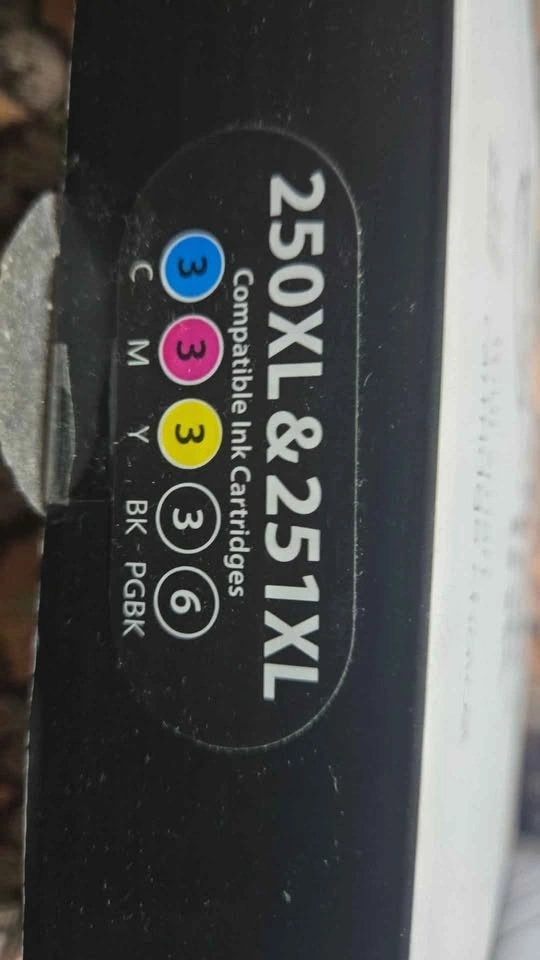 250XL & 251XL
Compatible Ink Cartridges
3 3 3 3 6
C M Y BK - PGBK